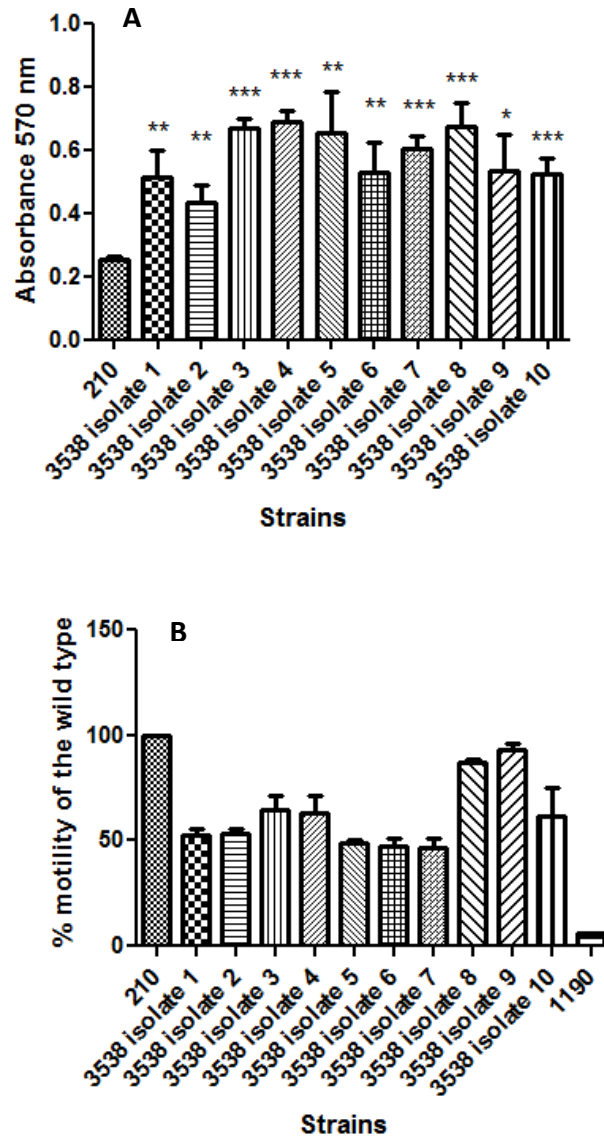 A
Absorbance 570 nm
1.0
0.8
0.6
0.4
0.2
0.0
** ** *** *** ** ** *** *** * ***
210
3538 isolate 1
3538 isolate 2
3538 isolate 3
3538 isolate 4
3538 isolate 5
3538 isolate 6
3538 isolate 7
3538 isolate 8
3538 isolate 9
3538 isolate 10
Strains
B
% motility of the wild type
150
100
50
0
210
3538 isolate 1
3538 isolate 2
3538 isolate 3
3538 isolate 4
3538 isolate 5
3538 isolate 6
3538 isolate 7
3538 isolate 8
3538 isolate 9
3538 isolate 10
1190
Strains